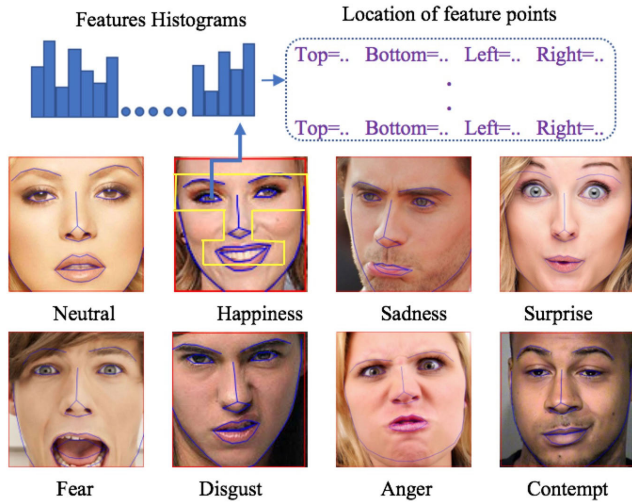 Features Histograms
Location of feature points
Top=.. Bottom=.. Left=.. Right=..
Top=.. Bottom=.. Left=.. Right=..
Neutral
Happiness
Sadness
Surprise
Fear
Disgust
Anger
Contempt